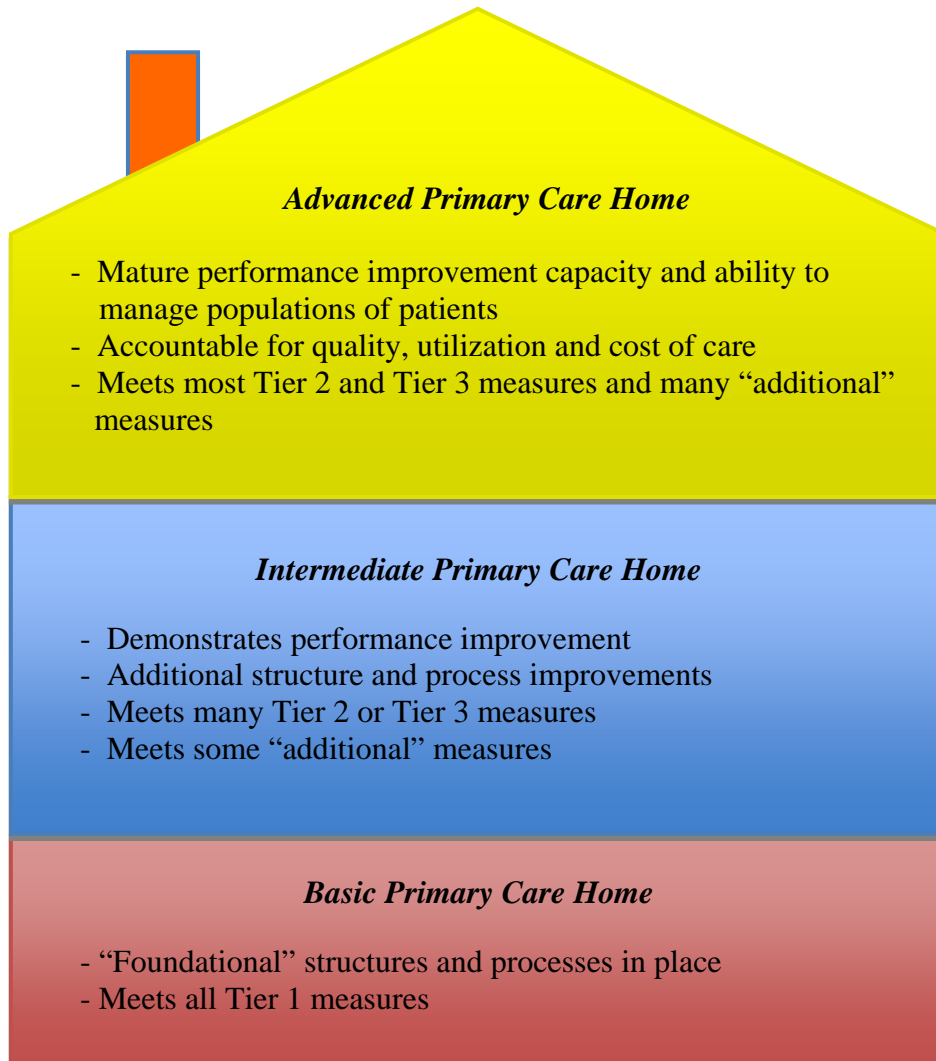 Advanced Primary Care Home
- Mature performance improvement capacity and ability to
manage populations of patients
- Accountable for quality, utilization and cost of care
- Meets most Tier 2 and Tier 3 measures and many “additional”
measures
Intermediate Primary Care Home
- Demonstrates performance improvement
- Additional structure and process improvements
- Meets many Tier 2 or Tier 3 measures
- Meets some “additional” measures
Basic Primary Care Home
- “Foundational” structures and processes in place
- Meets all Tier 1 measures